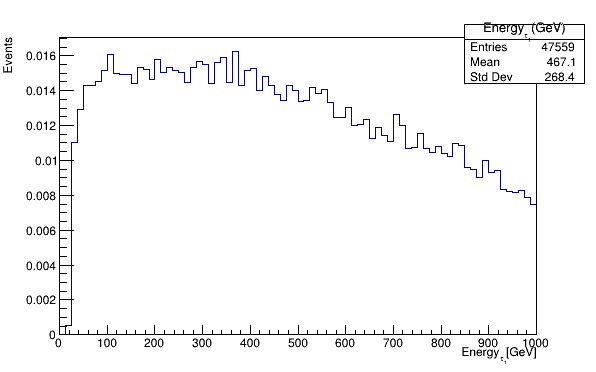 Energy_τ₁ (GeV)
Entries 47559
Mean 467.1
Std Dev 268.4
Events
0.016
0.014
0.012
0.01
0.008
0.006
0.004
0.002
0
0 100 200 300 400 500 600 700 800 900 1000
Energy_τ₁ [GeV]